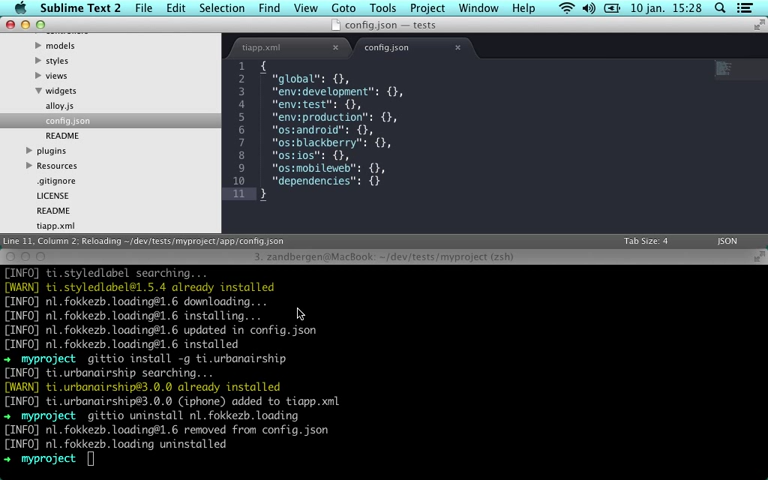 Sublime Text 2 File Edit Selection Find View Goto Tools Project Window 10 jan. 15:28
config.json — tests
models
styles
views
widgets
alloy.js
config.json
README
plugins
Resources
.gitignore
LICENSE
README
tiapp.xml
tiapp.xml × config.json ×
1 {
2 "global": {},
3 "env:development": {},
4 "env:test": {},
5 "env:production": {},
6 "os:android": {},
7 "os:blackberry": {},
8 "os:ios": {},
9 "os:mobileweb": {},
10 "dependencies": {}
11 }
Line 11, Column 2; Reloading ~/dev/tests/myproject/app/config.json Tab Size: 4 JSON
3. zandbergen@MacBook: ~/dev/tests/myproject (zsh)
[INFO] ti.styledlabel searching...
[WARN] ti.styledlabel@1.5.4 already installed
[INFO] nl.fokkezb.loading@1.6 downloading...
[INFO] nl.fokkezb.loading@1.6 installing...
[INFO] nl.fokkezb.loading@1.6 updated in config.json
[INFO] nl.fokkezb.loading@1.6 installed
→ myproject gittio install -g ti.urbanairship
[INFO] ti.urbanairship searching...
[WARN] ti.urbanairship@3.0.0 already installed
[INFO] ti.urbanairship@3.0.0 (iphone) added to tiapp.xml
→ myproject gittio uninstall nl.fokkezb.loading
[INFO] nl.fokkezb.loading@1.6 removed from config.json
[INFO] nl.fokkezb.loading uninstalled
→ myproject